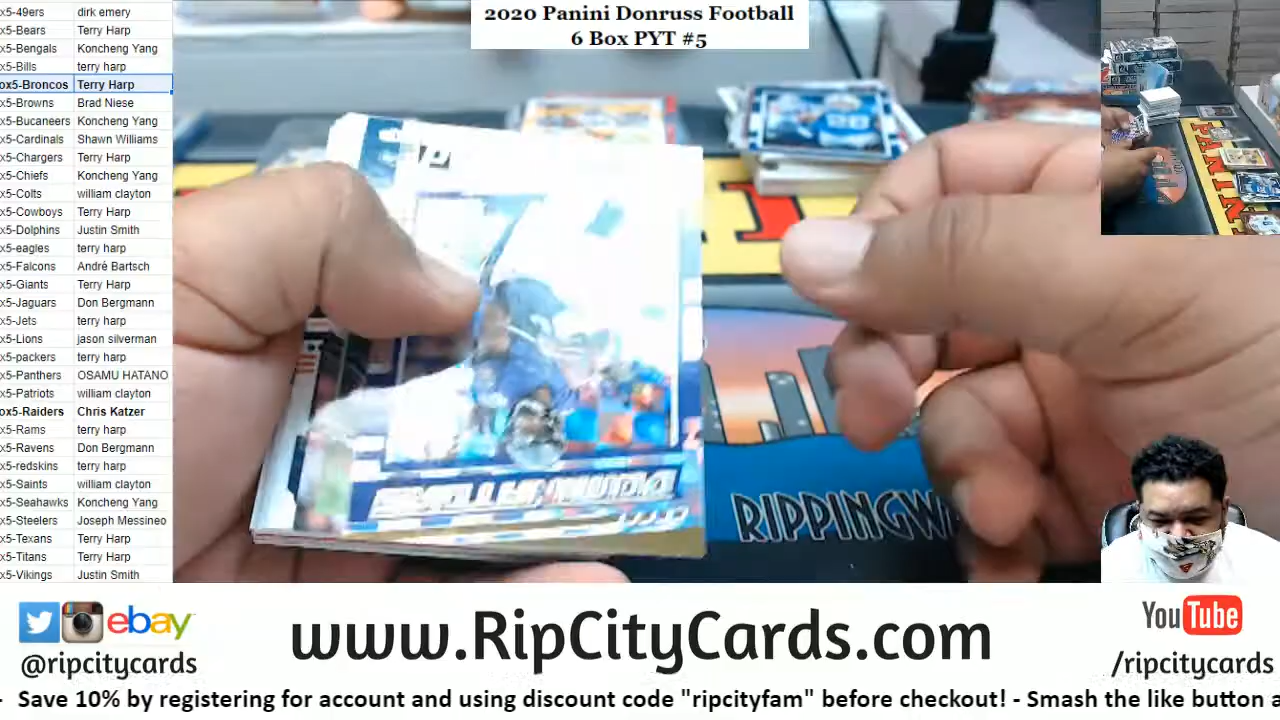 2020 Panini Donruss Football
6 Box PYT #5
x5-49ers dirk emery
x5-Bears Terry Harp
x5-Bengals Koncheng Yang
x5-Bills terry harp
ox5-Broncos Terry Harp
x5-Browns Brad Niese
x5-Bucaneers Koncheng Yang
x5-Cardinals Shawn Williams
x5-Chargers Terry Harp
x5-Chiefs Koncheng Yang
x5-Colts william clayton
x5-Cowboys Terry Harp
x5-Dolphins Justin Smith
x5-eagles terry harp
x5-Falcons André Bartsch
x5-Giants Terry Harp
x5-Jaguars Don Bergmann
x5-Jets terry harp
x5-Lions jason silverman
x5-packers terry harp
x5-Panthers OSAMU HATANO
x5-Patriots william clayton
ox5-Raiders Chris Katzer
x5-Rams terry harp
x5-Ravens Don Bergmann
x5-redskins terry harp
x5-Saints william clayton
x5-Seahawks Koncheng Yang
x5-Steelers Joseph Messineo
x5-Texans Terry Harp
x5-Titans Terry Harp
x5-Vikings Justin Smith
RIPPINGW
ebay
@ripcitycards
www.RipCityCards.com
YouTube
/ripcitycards
- Save 10% by registering for account and using discount code "ripcityfam" before checkout! - Smash the like button a